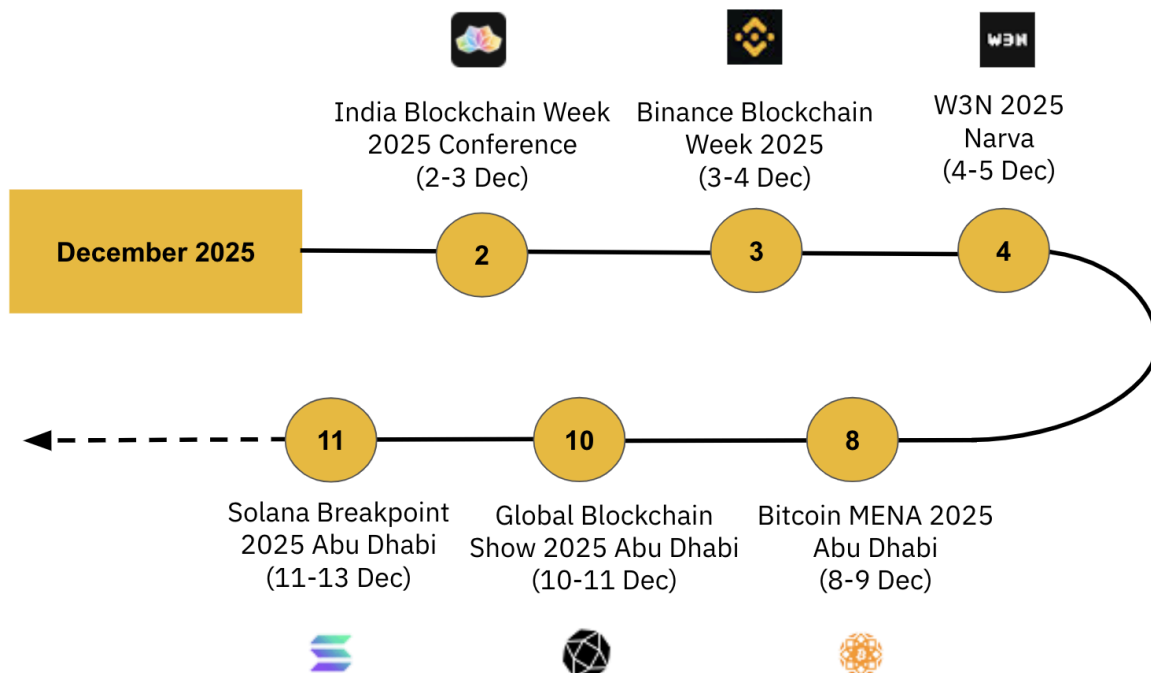 W3N
India Blockchain Week
2025 Conference
(2-3 Dec)
Binance Blockchain
Week 2025
(3-4 Dec)
W3N 2025
Narva
(4-5 Dec)
December 2025
2
3
4
11
10
8
Solana Breakpoint
2025 Abu Dhabi
(11-13 Dec)
Global Blockchain
Show 2025 Abu Dhabi
(10-11 Dec)
Bitcoin MENA 2025
Abu Dhabi
(8-9 Dec)